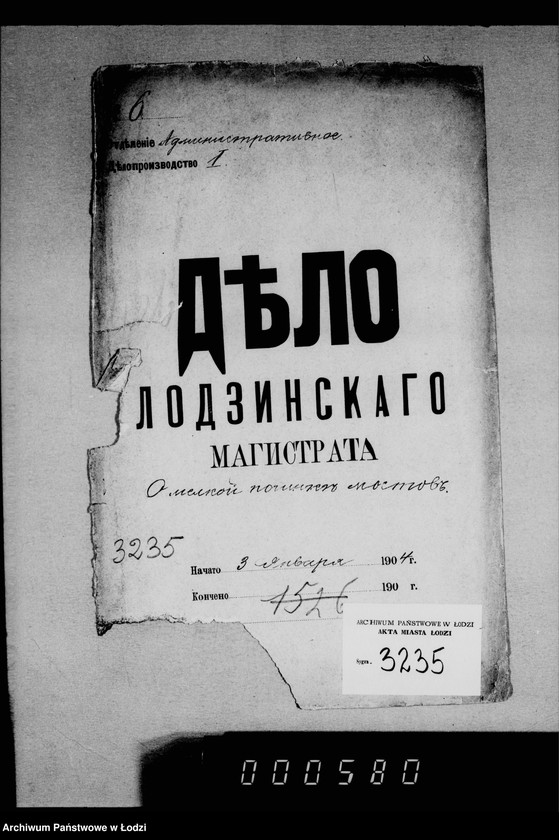 6
Отдѣленіе Административное.
Дѣлопроизводство I
ДѢЛО
ЛОДЗИНСКАГО
МАГИСТРАТА
О мелкой починкѣ мостовъ.
3235
Начато 3 Января 1904 г.
Кончено 190 г.
1526
ARCHIWUM PAŃSTWOWE W ŁODZI
AKTA MIASTA ŁODZI
Sygn. 3235
000580
Archiwum Państwowe w Łodzi